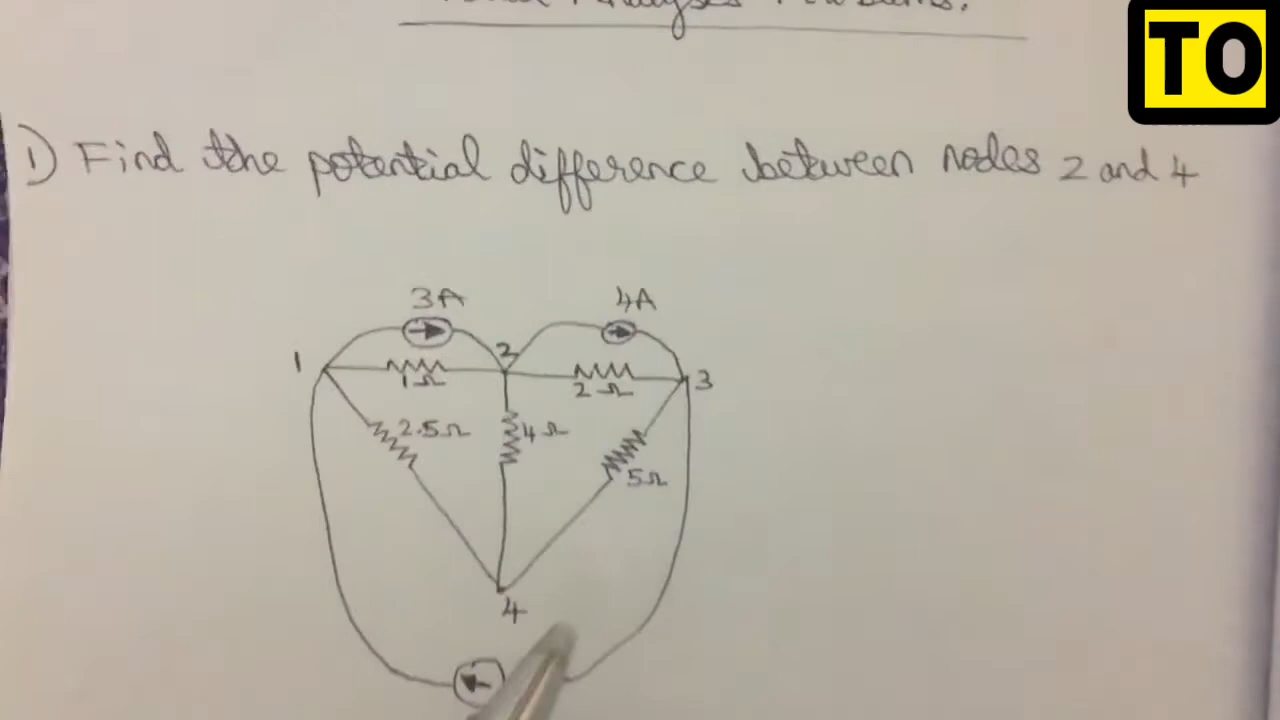 TO
1) Find the potential difference between nodes 2 and 4
3A
4A
1
2
3
1Ω
2Ω
2.5Ω
4Ω
5Ω
4